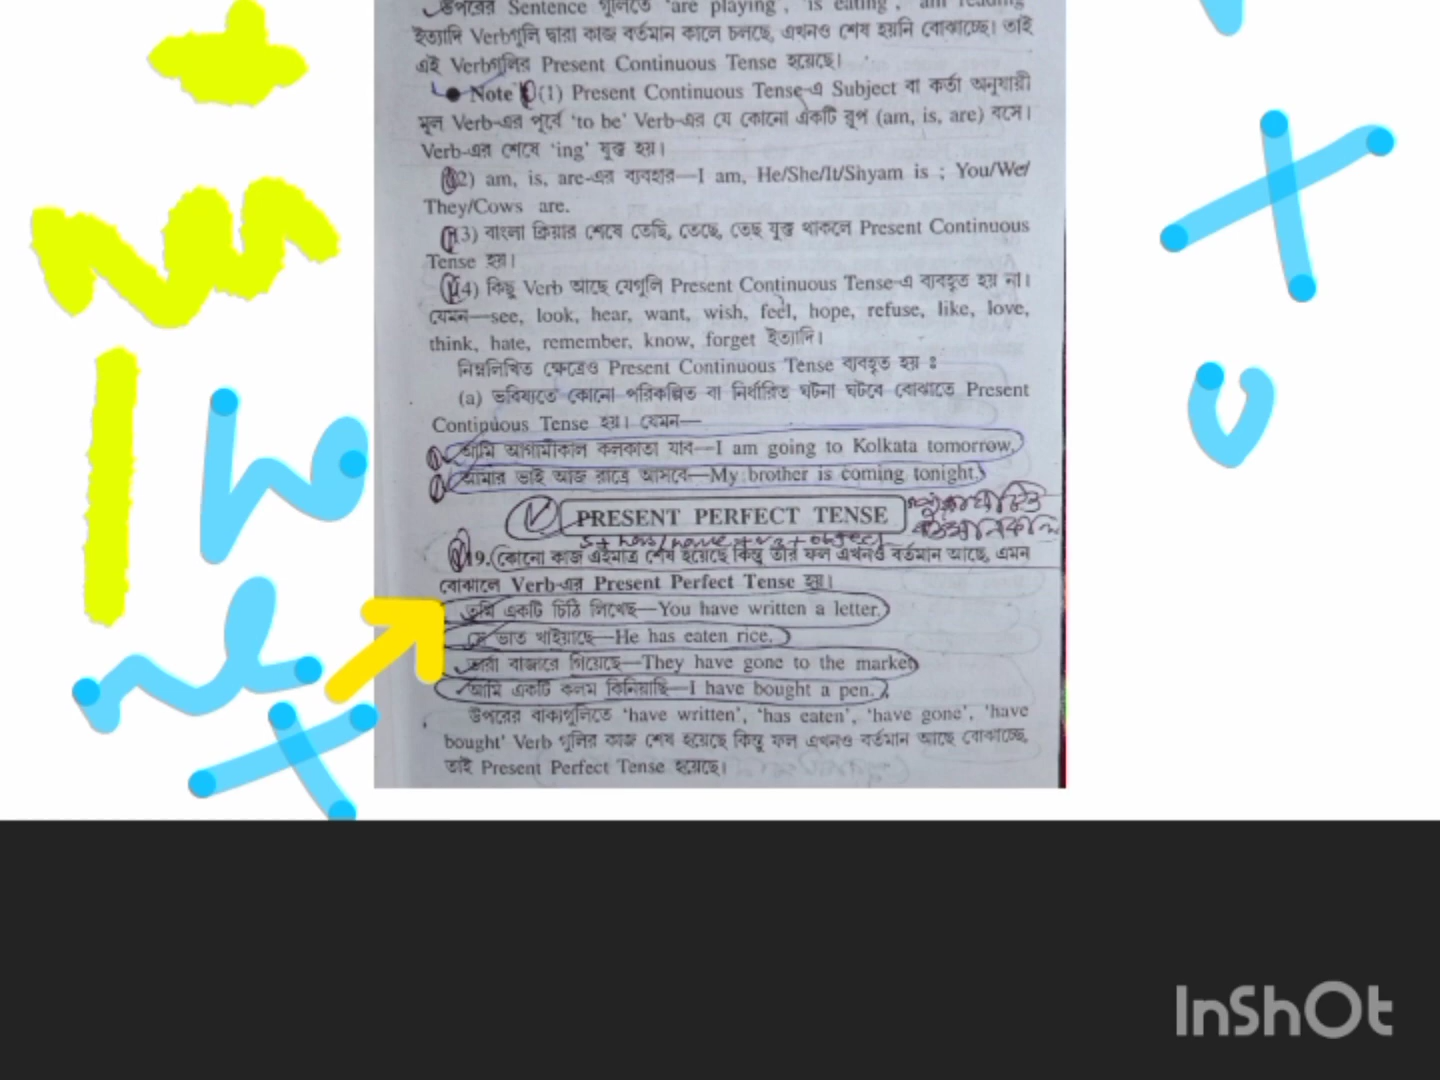 উপরের Sentence গুলিতে 'are playing', 'is eating', 'am reading'
ইত্যাদি Verbগুলি দ্বারা কাজ বর্তমান কালে চলছে, এখনও শেষ হয়নি বোঝাচ্ছে। তাই
এই Verbগুলির Present Continuous Tense হয়েছে।
● Note (1) Present Continuous Tense-এ Subject বা কর্তা অনুযায়ী
মূল Verb-এর পূর্বে 'to be' Verb-এর যে কোনো একটি রূপ (am, is, are) বসে।
Verb-এর শেষে 'ing' যুক্ত হয়।
(2) am, is, are-এর ব্যবহার—I am, He/She/It/Shyam is ; You/We/
They/Cows are.
(3) বাংলা ক্রিয়ার শেষে তেছি, তেছে, তেছ যুক্ত থাকলে Present Continuous
Tense হয়।
(4) কিছু Verb আছে যেগুলি Present Continuous Tense-এ ব্যবহৃত হয় না।
যেমন—see, look, hear, want, wish, feel, hope, refuse, like, love,
think, hate, remember, know, forget ইত্যাদি।
নিম্নলিখিত ক্ষেত্রেও Present Continuous Tense ব্যবহৃত হয় ঃ
(a) ভবিষ্যতে কোনো পরিকল্পিত বা নির্ধারিত ঘটনা ঘটবে বোঝাতে Present
Continuous Tense হয়। যেমন—
আমি আগামীকাল কলকাতা যাব—I am going to Kolkata tomorrow.
আমার ভাই আজ রাত্রে আসবে—My brother is coming tonight.
PRESENT PERFECT TENSE
S + has/have + v3 + object
19. কোনো কাজ এইমাত্র শেষ হয়েছে কিন্তু তার ফল এখনও বর্তমান আছে, এমন
বোঝালে Verb-এর Present Perfect Tense হয়।
তুমি একটি চিঠি লিখেছ—You have written a letter.
সে ভাত খাইয়াছে—He has eaten rice.
তারা বাজারে গিয়েছে—They have gone to the market
আমি একটি কলম কিনিয়াছি—I have bought a pen.
উপরের বাক্যগুলিতে 'have written', 'has eaten', 'have gone', 'have
bought' Verb গুলির কাজ শেষ হয়েছে কিন্তু ফল এখনও বর্তমান আছে বোঝাচ্ছে,
তাই Present Perfect Tense হয়েছে।
InShOt